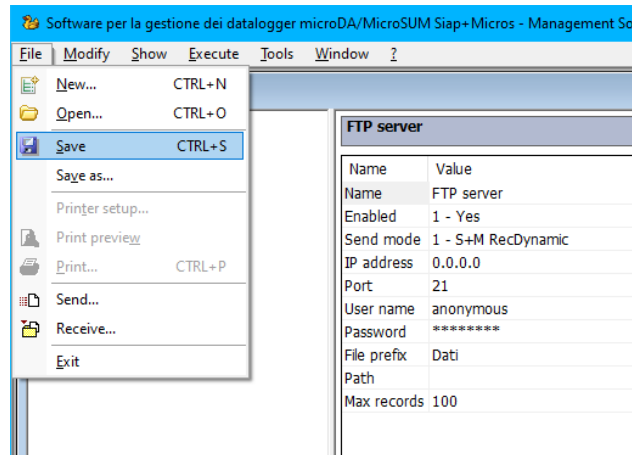 Software per la gestione dei datalogger microDA/MicroSUM Siap+Micros - Management
File Modify Show Execute Tools Window ?
New... CTRL+N
Open... CTRL+O
Save CTRL+S
Save as...
Printer setup...
Print preview
Print... CTRL+P
Send...
Receive...
Exit
FTP server
Name Value
Name FTP server
Enabled 1 - Yes
Send mode 1 - S+M RecDynamic
IP address 0.0.0.0
Port 21
User name anonymous
Password ********
File prefix Dati
Path
Max records 100